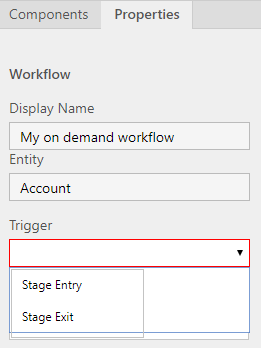 Components Properties
Workflow
Display Name
My on demand workflow
Entity
Account
Trigger
Stage Entry
Stage Exit